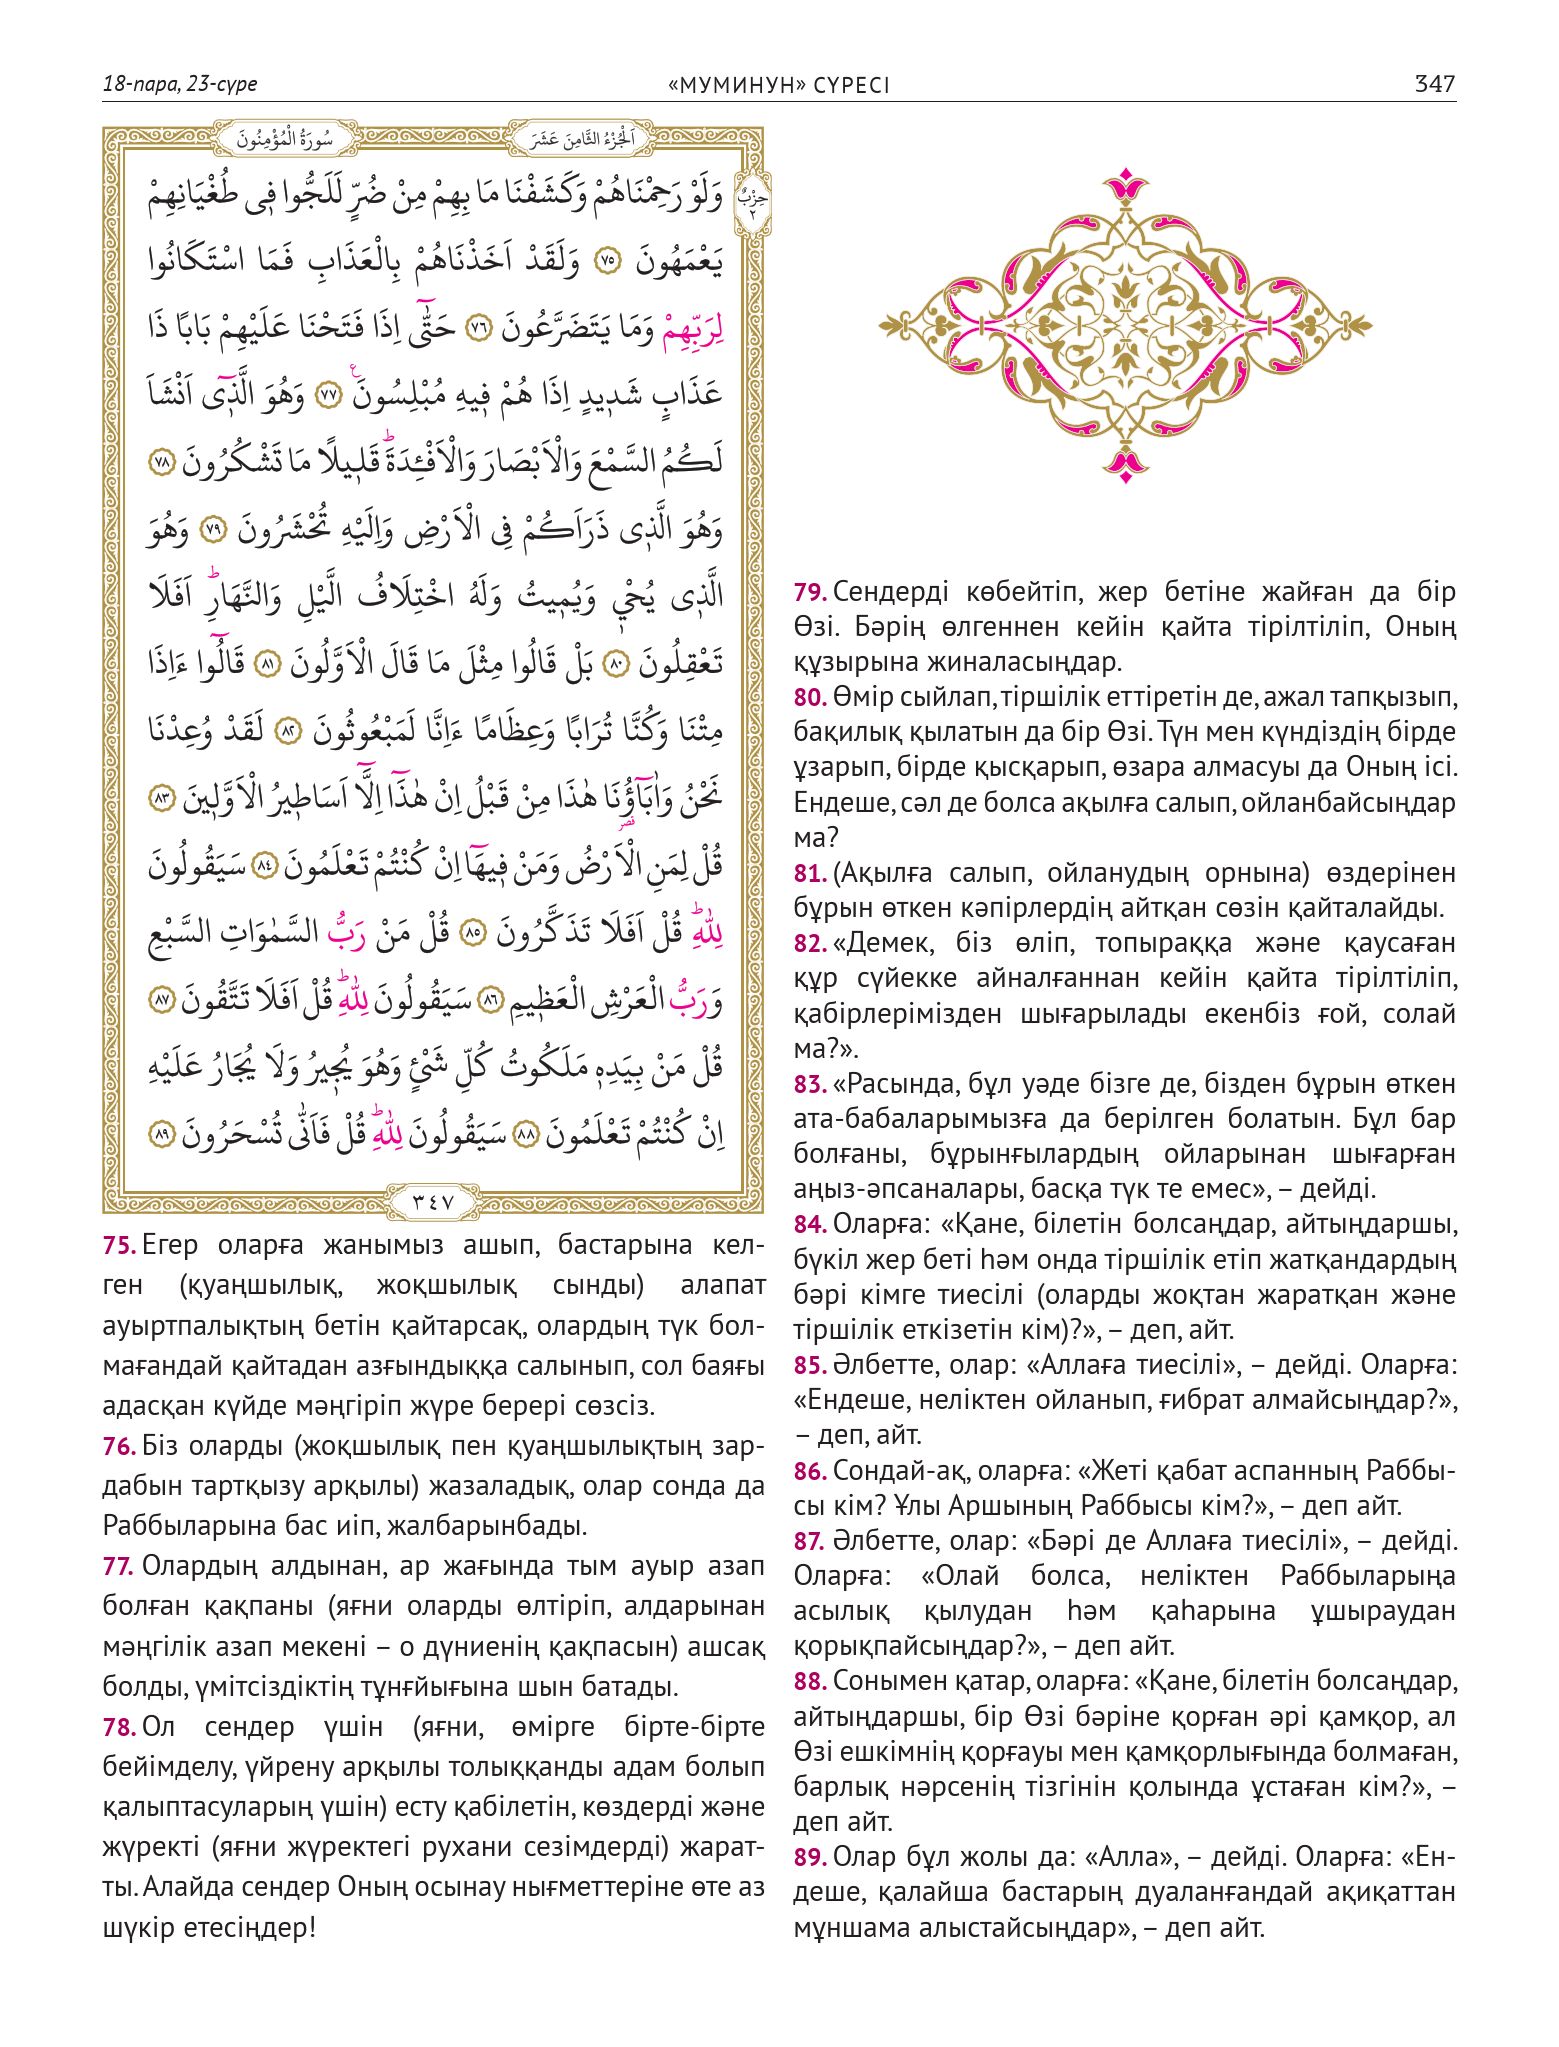 18-пара, 23-сүре
«МУМИНУН» СҮРЕСІ
347
سُورَةُ الْمُؤْمِنُونَ
اَلْجُزْءُ الثَّامِنَ عَشَرَ
حِزْبٌ
٢
وَلَوْ رَحِمْنَاهُمْ وَكَشَفْنَا مَا بِهِمْ مِنْ ضُرٍّ لَلَجُّوا فٖى طُغْيَانِهِمْ
يَعْمَهُونَ ﴿٧٥﴾ وَلَقَدْ اَخَذْنَاهُمْ بِالْعَذَابِ فَمَا اسْتَكَانُوا
لِرَبِّهِمْ وَمَا يَتَضَرَّعُونَ ﴿٧٦﴾ حَتّٰٓى اِذَا فَتَحْنَا عَلَيْهِمْ بَابًا ذَا
عَذَابٍ شَدٖيدٍ اِذَا هُمْ فٖيهِ مُبْلِسُونَ ع ﴿٧٧﴾ وَهُوَ الَّذٖٓى اَنْشَاَ
لَكُمُ السَّمْعَ وَالْاَبْصَارَ وَالْاَفْـِٔدَةَؕ قَلٖيلًا مَا تَشْكُرُونَ ﴿٧٨﴾
وَهُوَ الَّذٖى ذَرَاَكُمْ فِى الْاَرْضِ وَاِلَيْهِ تُحْشَرُونَ ﴿٧٩﴾ وَهُوَ
الَّذٖى يُحْيٖ وَيُمٖيتُ وَلَهُ اخْتِلَافُ الَّيْلِ وَالنَّهَارِؕ اَفَلَا
تَعْقِلُونَ ﴿٨٠﴾ بَلْ قَالُوا مِثْلَ مَا قَالَ الْاَوَّلُونَ ﴿٨١﴾ قَالُٓوا ءَاِذَا
مِتْنَا وَكُنَّا تُرَابًا وَعِظَامًا ءَاِنَّا لَمَبْعُوثُونَ ﴿٨٢﴾ لَقَدْ وُعِدْنَا
نَحْنُ وَاٰبَٓاؤُ۬نَا هٰذَا مِنْ قَبْلُ اِنْ هٰذَٓا اِلَّٓا اَسَاطٖيرُ الْاَوَّلٖينَ ﴿٨٣﴾
قصر
قُلْ لِمَنِ الْاَرْضُ وَمَنْ فٖيهَٓا اِنْ كُنْتُمْ تَعْلَمُونَ ﴿٨٤﴾ سَيَقُولُونَ
لِلّٰهِؕ قُلْ اَفَلَا تَذَكَّرُونَ ﴿٨٥﴾ قُلْ مَنْ رَبُّ السَّمٰوَاتِ السَّبْعِ
وَرَبُّ الْعَرْشِ الْعَظٖيمِ ﴿٨٦﴾ سَيَقُولُونَ لِلّٰهِؕ قُلْ اَفَلَا تَتَّقُونَ ﴿٨٧﴾
قُلْ مَنْ بِيَدِهٖ مَلَكُوتُ كُلِّ شَیْءٍ وَهُوَ يُجٖيرُ وَلَا يُجَارُ عَلَيْهِ
اِنْ كُنْتُمْ تَعْلَمُونَ ﴿٨٨﴾ سَيَقُولُونَ لِلّٰهِؕ قُلْ فَاَنّٰى تُسْحَرُونَ ﴿٨٩﴾
٣٤٧
75. Егер оларға жанымыз ашып, бастарына кел-
ген (қуаңшылық, жоқшылық сынды) алапат
ауыртпалықтың бетін қайтарсақ, олардың түк бол-
мағандай қайтадан азғындыққа салынып, сол баяғы
адасқан күйде мәңгіріп жүре берері сөзсіз.
76. Біз оларды (жоқшылық пен қуаңшылықтың зар-
дабын тартқызу арқылы) жазаладық, олар сонда да
Раббыларына бас иіп, жалбарынбады.
77. Олардың алдынан, ар жағында тым ауыр азап
болған қақпаны (яғни оларды өлтіріп, алдарынан
мәңгілік азап мекені – о дүниенің қақпасын) ашсақ
болды, үмітсіздіктің тұнғйығына шын батады.
78. Ол сендер үшін (яғни, өмірге бірте-бірте
бейімделу, үйрену арқылы толыққанды адам болып
қалыптасуларың үшін) есту қабілетін, көздерді және
жүректі (яғни жүректегі рухани сезімдерді) жарат-
ты. Алайда сендер Оның осынау нығметтеріне өте аз
шүкір етесіңдер!
79. Сендерді көбейтіп, жер бетіне жайған да бір
Өзі. Бәрің өлгеннен кейін қайта тірілтіліп, Оның
құзырына жиналасыңдар.
80. Өмір сыйлап, тіршілік еттіретін де, ажал тапқызып,
бақилық қылатын да бір Өзі. Түн мен күндіздің бірде
ұзарып, бірде қысқарып, өзара алмасуы да Оның ісі.
Ендеше, сәл де болса ақылға салып, ойланбайсыңдар
ма?
81. (Ақылға салып, ойланудың орнына) өздерінен
бұрын өткен кәпірлердің айтқан сөзін қайталайды.
82. «Демек, біз өліп, топыраққа және қаусаған
құр сүйекке айналғаннан кейін қайта тірілтіліп,
қабірлерімізден шығарылады екенбіз ғой, солай
ма?».
83. «Расында, бұл уәде бізге де, бізден бұрын өткен
ата-бабаларымызға да берілген болатын. Бұл бар
болғаны, бұрынғылардың ойларынан шығарған
аңыз-әпсаналары, басқа түк те емес», – дейді.
84. Оларға: «Қане, білетін болсаңдар, айтыңдаршы,
бүкіл жер беті һәм онда тіршілік етіп жатқандардың
бәрі кімге тиесілі (оларды жоқтан жаратқан және
тіршілік еткізетін кім)?», – деп, айт.
85. Әлбетте, олар: «Аллаға тиесілі», – дейді. Оларға:
«Ендеше, неліктен ойланып, ғибрат алмайсыңдар?»,
– деп, айт.
86. Сондай-ақ, оларға: «Жеті қабат аспанның Раббы-
сы кім? Ұлы Аршының Раббысы кім?», – деп айт.
87. Әлбетте, олар: «Бәрі де Аллаға тиесілі», – дейді.
Оларға: «Олай болса, неліктен Раббыларыңа
асылық қылудан һәм қаһарына ұшыраудан
қорықпайсыңдар?», – деп айт.
88. Сонымен қатар, оларға: «Қане, білетін болсаңдар,
айтыңдаршы, бір Өзі бәріне қорған әрі қамқор, ал
Өзі ешкімнің қорғауы мен қамқорлығында болмаған,
барлық нәрсенің тізгінін қолында ұстаған кім?», –
деп айт.
89. Олар бұл жолы да: «Алла», – дейді. Оларға: «Ен-
деше, қалайша бастарың дуаланғандай ақиқаттан
мұншама алыстайсыңдар», – деп айт.